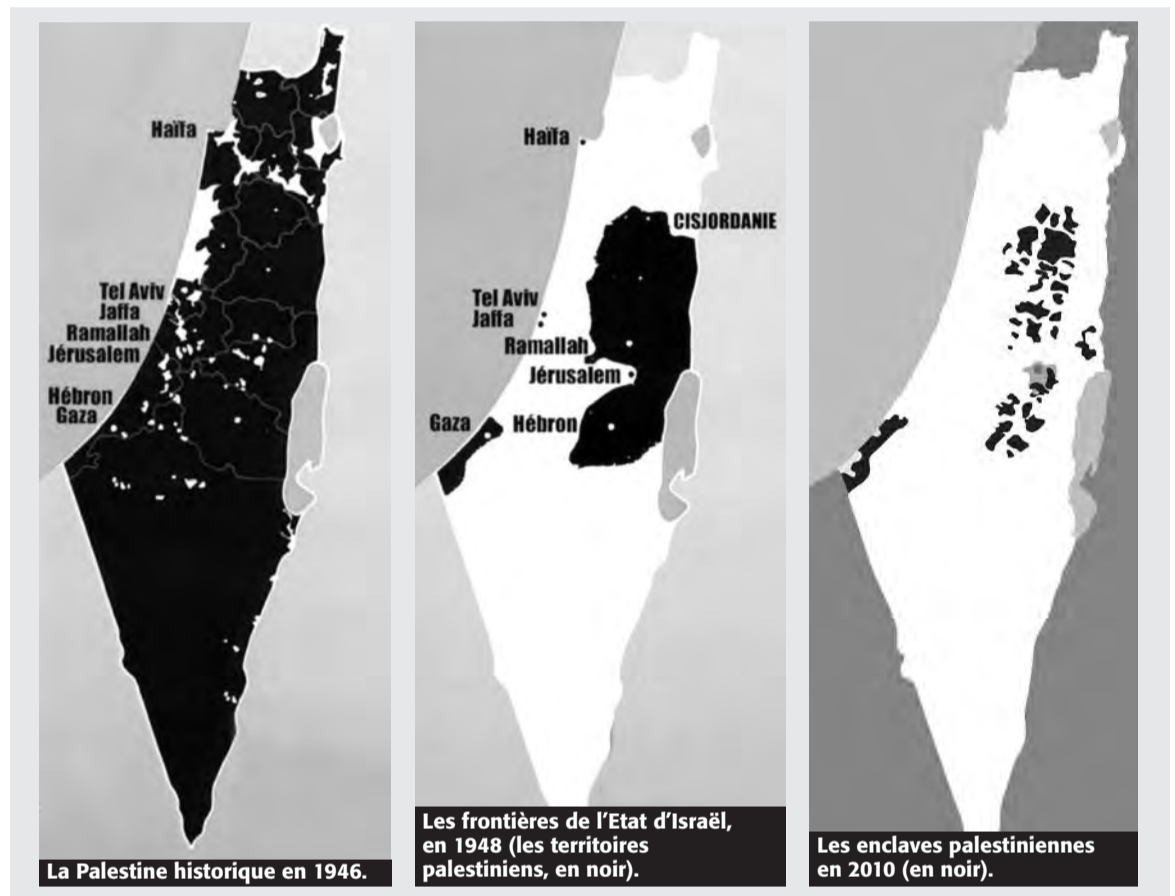 Haïfa
Tel Aviv
Jaffa
Ramallah
Jérusalem
Hébron
Gaza
La Palestine historique en 1946.
Haïfa
CISJORDANIE
Tel Aviv
Jaffa
Ramallah
Jérusalem
Gaza
Hébron
Les frontières de l’Etat d’Israël,
en 1948 (les territoires
palestiniens, en noir).
Les enclaves palestiniennes
en 2010 (en noir).